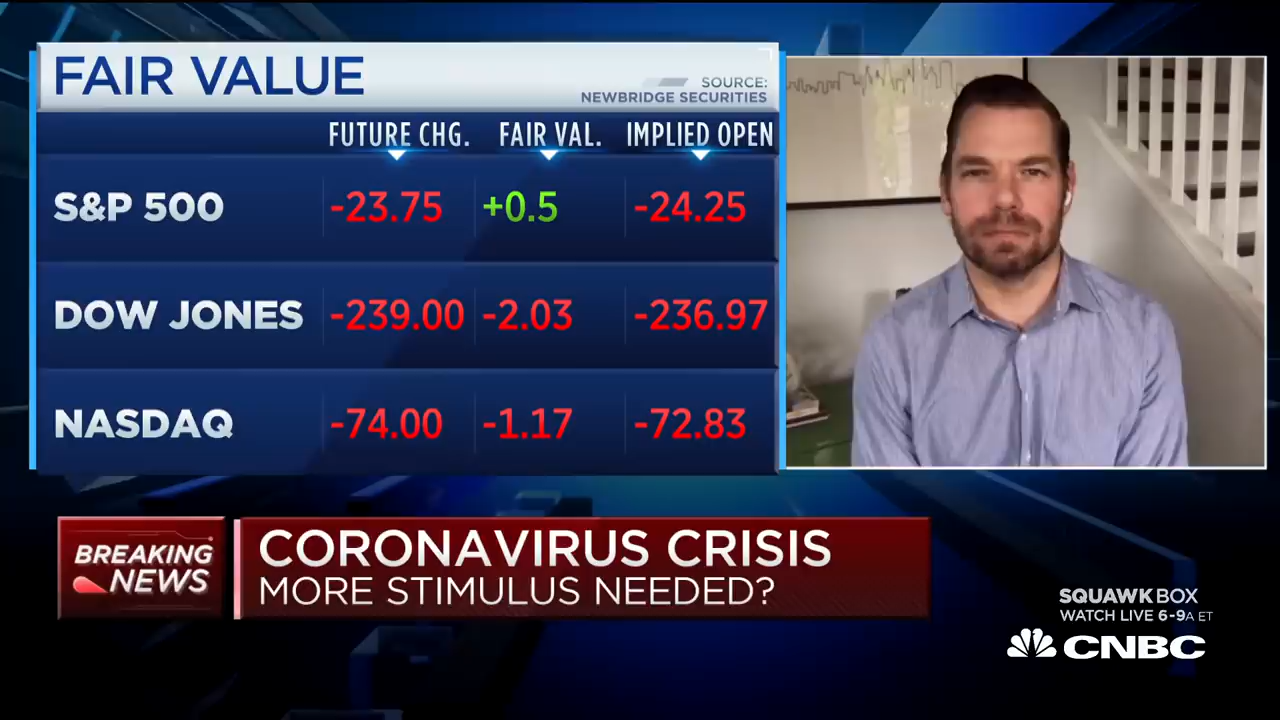 FAIR VALUE
SOURCE:
NEWBRIDGE SECURITIES
FUTURE CHG. FAIR VAL. IMPLIED OPEN
S&P 500 -23.75 +0.5 -24.25
DOW JONES -239.00 -2.03 -236.97
NASDAQ -74.00 -1.17 -72.83
BREAKING
NEWS
CORONAVIRUS CRISIS
MORE STIMULUS NEEDED?
SQUAWK BOX
WATCH LIVE 6-9A ET
CNBC